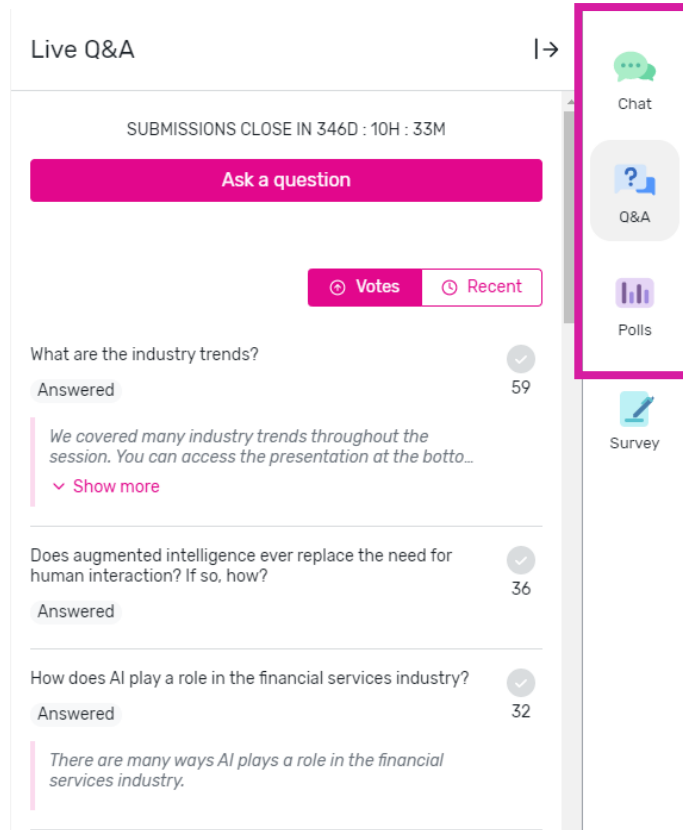 Live Q&A
SUBMISSIONS CLOSE IN 346D : 10H : 33M
Ask a question
Votes
Recent
What are the industry trends?
Answered
59
We covered many industry trends throughout the
session. You can access the presentation at the botto...
Show more
Does augmented intelligence ever replace the need for
human interaction? If so, how?
Answered
36
How does AI play a role in the financial services industry?
Answered
32
There are many ways AI plays a role in the financial
services industry.
Chat
Q&A
Polls
Survey